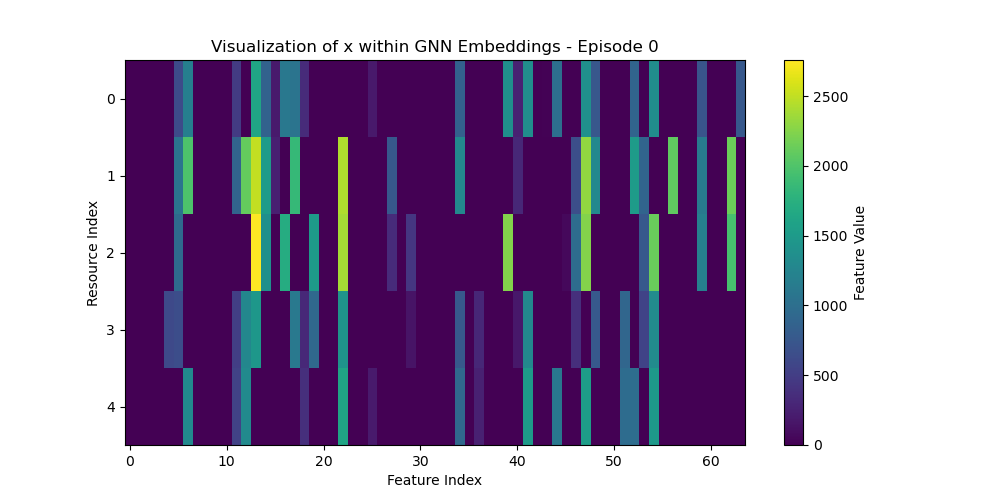 Visualization of x within GNN Embeddings - Episode 0
Resource Index
0
1
2
3
4
0 10 20 30 40 50 60
Feature Index
2500
2000
1500
1000
500
0
Feature Value